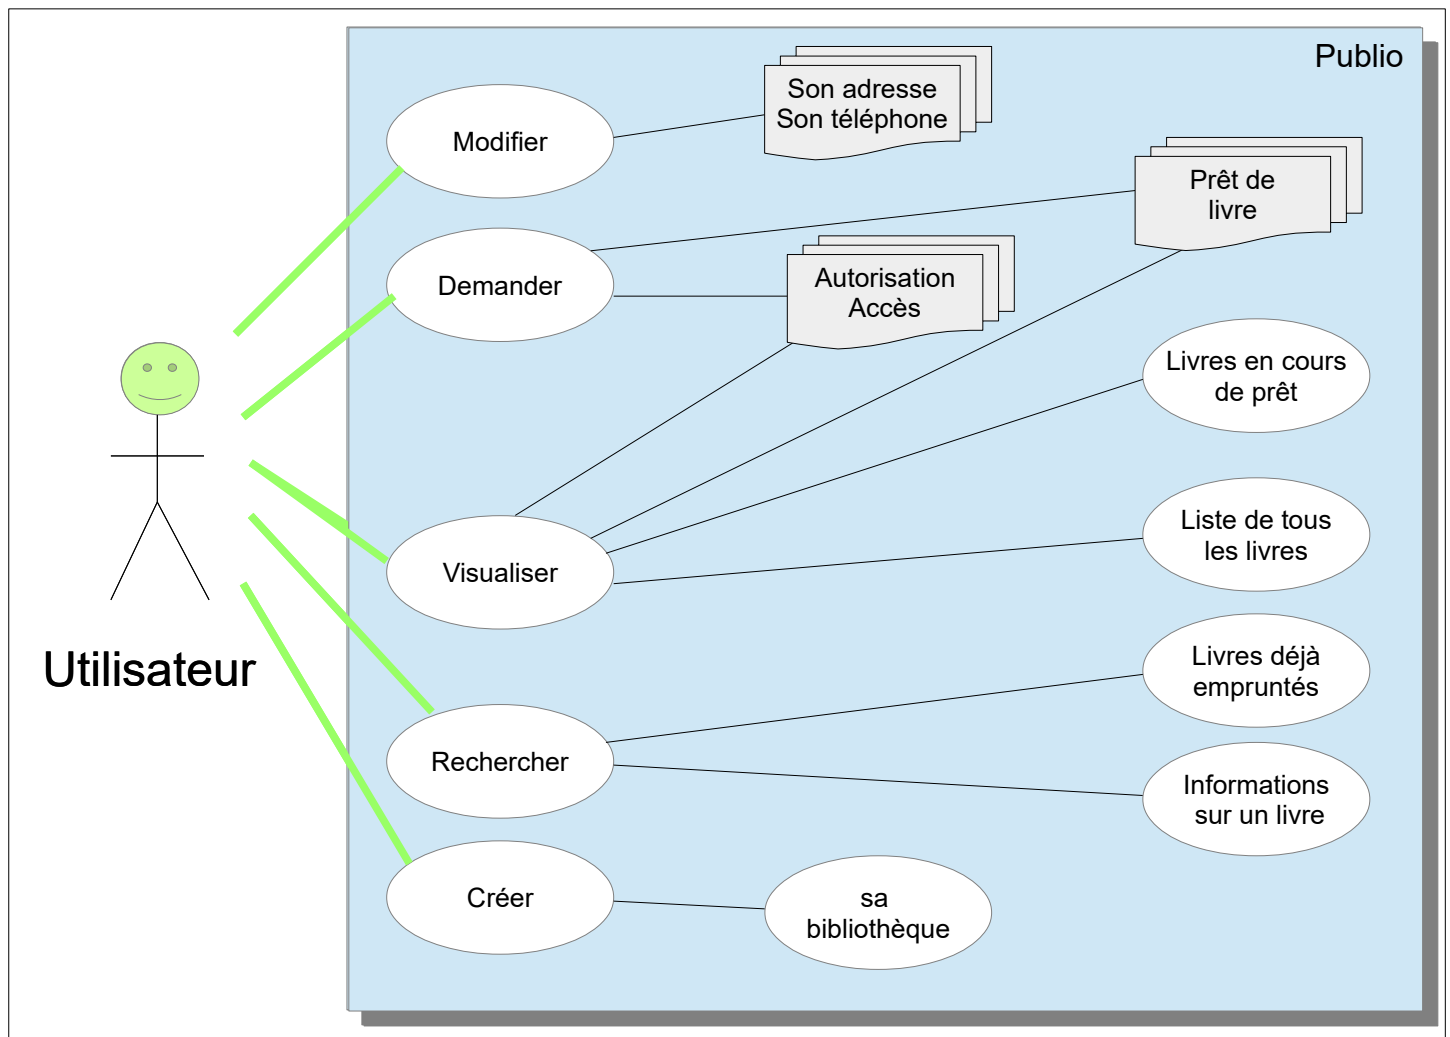 Publio
Son adresse
Son téléphone
Modifier
Prêt de
livre
Demander
Autorisation
Accès
Livres en cours
de prêt
Liste de tous
les livres
Visualiser
Utilisateur
Livres déjà
empruntés
Rechercher
Informations
sur un livre
Créer
sa
bibliothèque